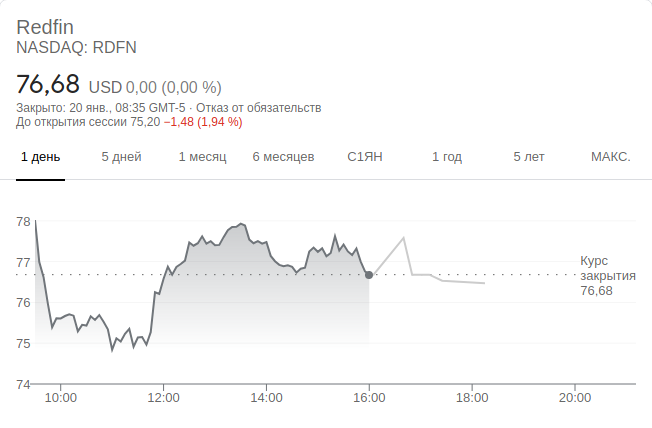 Redfin
NASDAQ: RDFN
76,68 USD 0,00 (0,00 %)
Закрыто: 20 янв., 08:35 GMT-5 · Отказ от обязательств
До открытия сессии 75,20 −1,48 (1,94 %)
1 день 5 дней 1 месяц 6 месяцев С1ЯН 1 год 5 лет МАКС.
78
77
76
75
74
Курс
закрытия
76,68
10:00 12:00 14:00 16:00 18:00 20:00